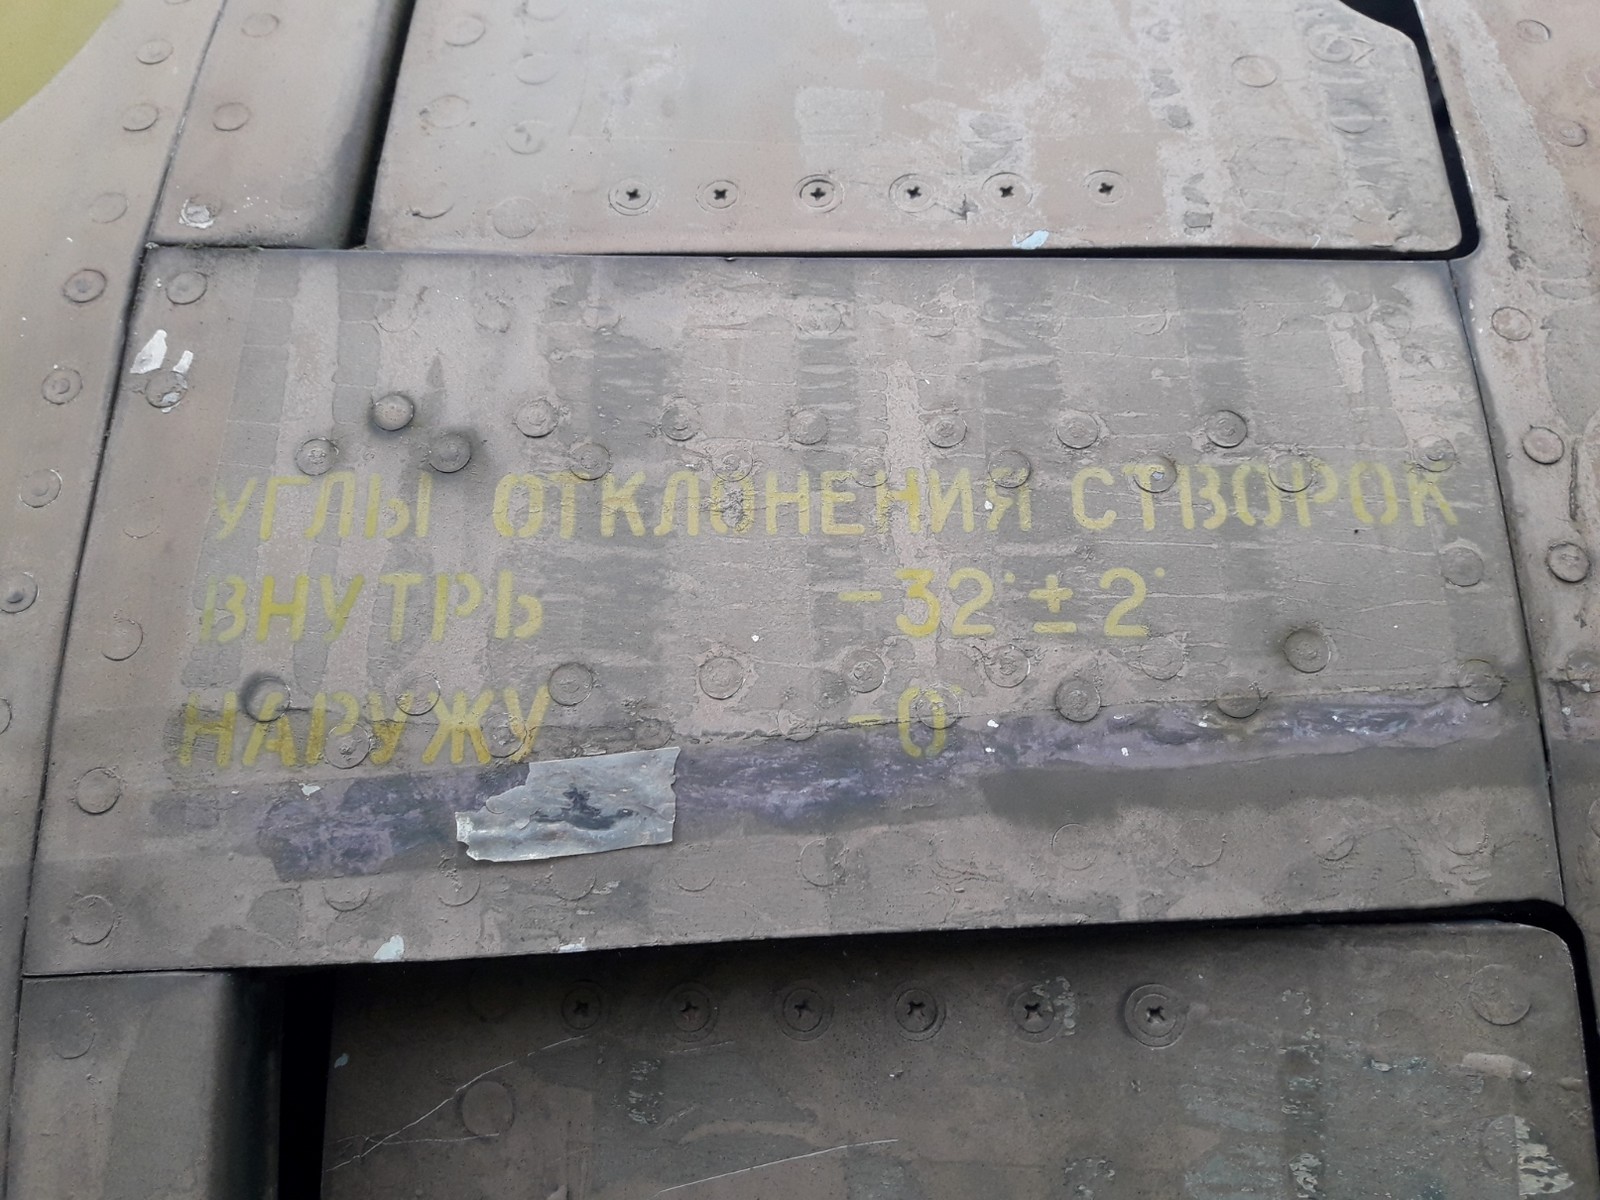 УГЛЫ ОТКЛОНЕНИЯ СТВОРОК
ВНУТРЬ -32° ± 2°
НАРУЖУ -0°